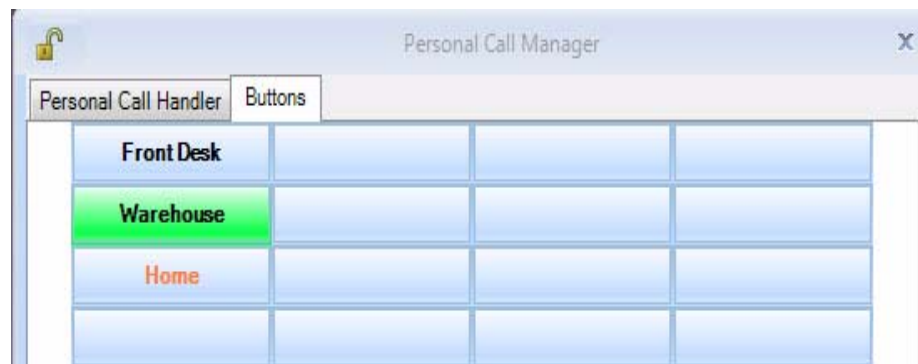 Personal Call Manager X
Personal Call Handler Buttons
Front Desk
Warehouse
Home